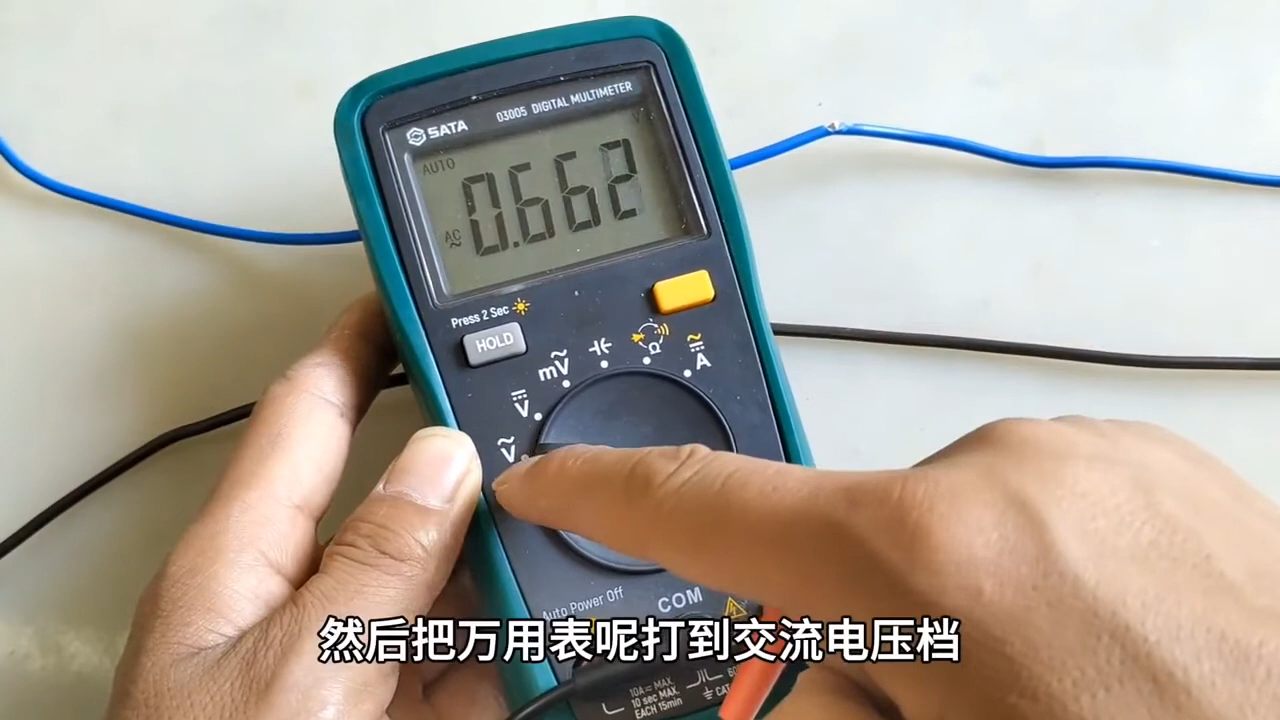 SATA 03005 DIGITAL MULTIMETER
AUTO
AC
0.662
V
Press 2 Sec
HOLD
mV
Ω
A
V
V
Auto Power Off
COM
然后把万用表呢打到交流电压档
10A MAX.
10 sec MAX.
EACH 15min